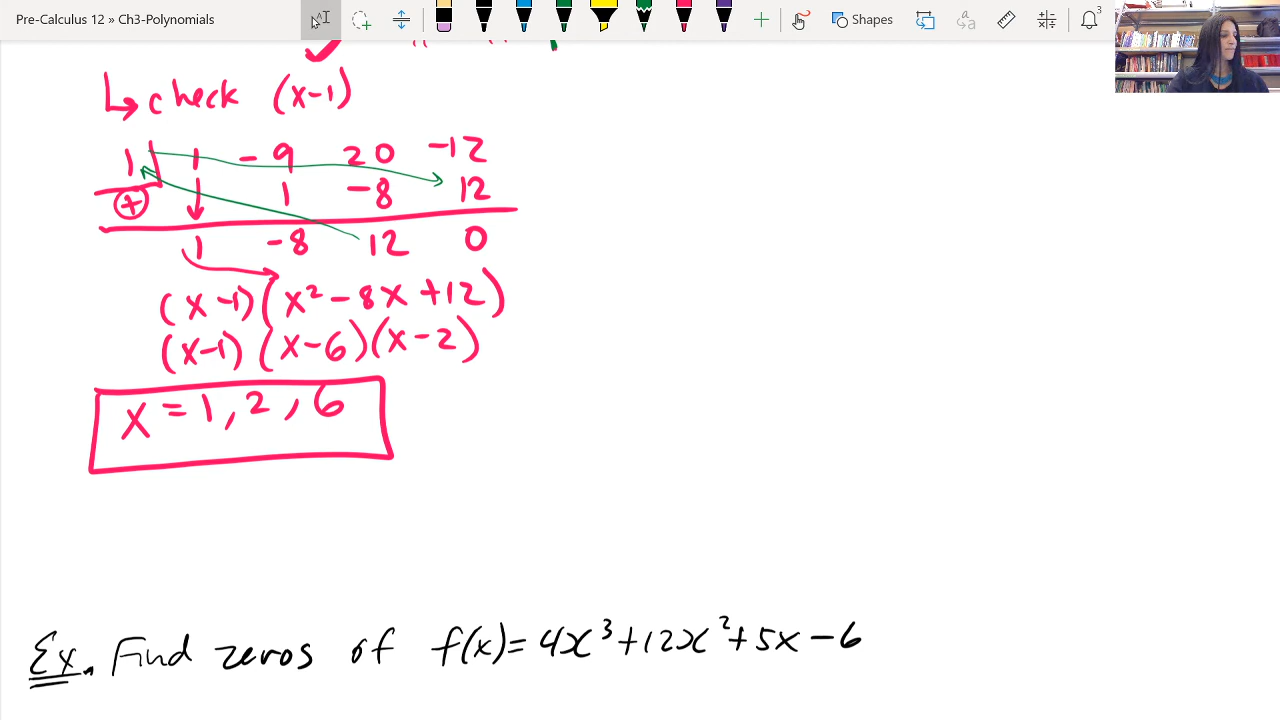 Pre-Calculus 12 » Ch3-Polynomials
Shapes
3
↳ check (x-1)
1 1 -9 20 -12
⊕ ↓ 1 -8 12
1 -8 12 0
(x-1)(x²-8x+12)
(x-1)(x-6)(x-2)
x=1,2,6
Ex. Find zeros of f(x)=4x³+12x²+5x-6